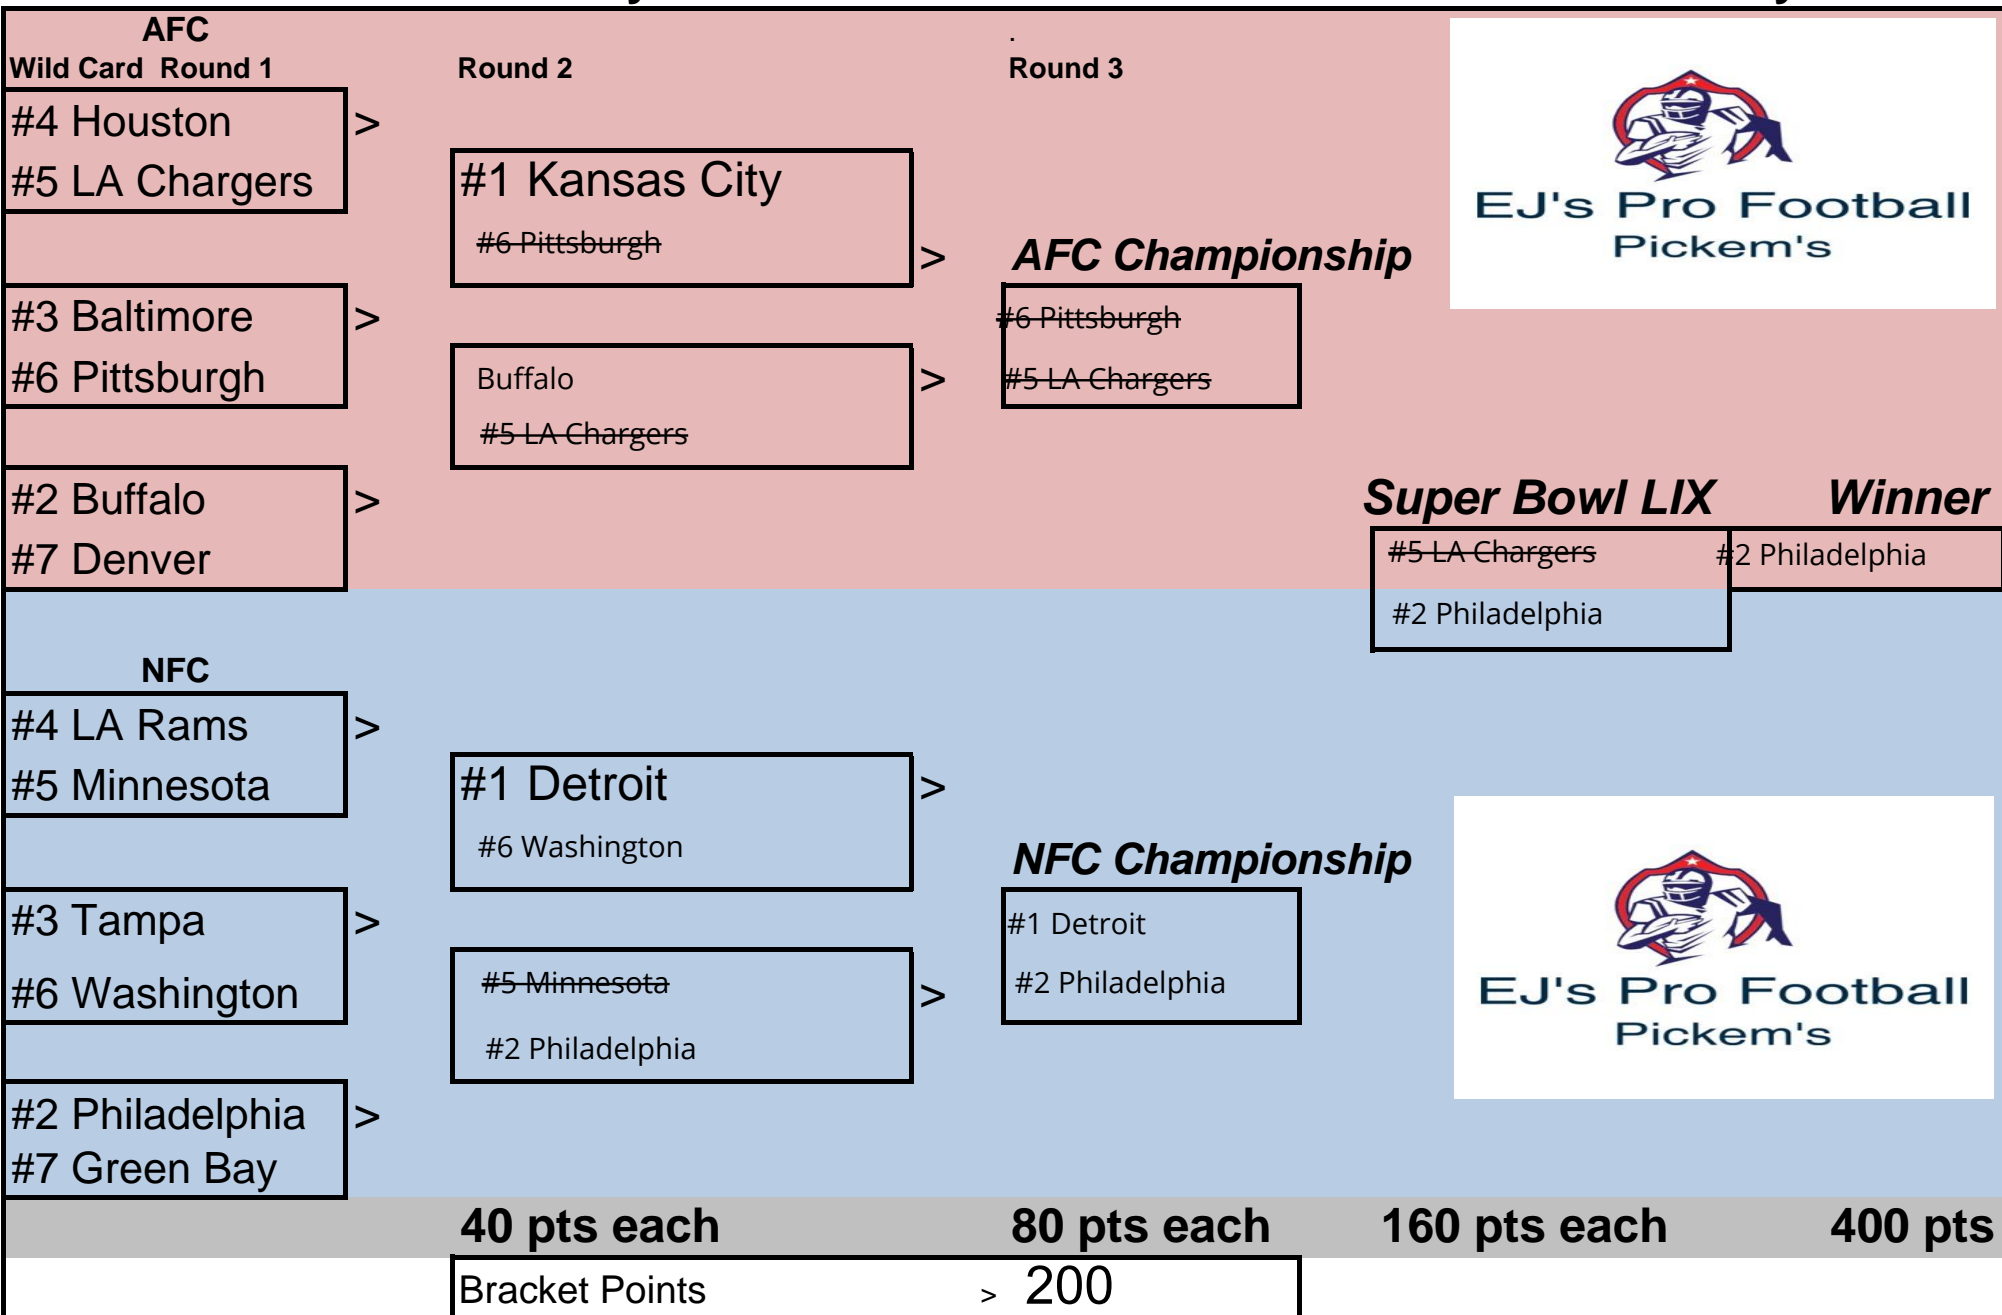 AFC
.
Wild Card Round 1 Round 2 Round 3
#4 Houston >
#5 LA Chargers
#1 Kansas City
#6 Pittsburgh >
AFC Championship
EJ's Pro Football
Pickem's
#3 Baltimore >
#6 Pittsburgh
Buffalo >
#5 LA Chargers
#6 Pittsburgh
#5 LA Chargers
#2 Buffalo >
#7 Denver
Super Bowl LIX Winner
#5 LA Chargers #2 Philadelphia
#2 Philadelphia
NFC
#4 LA Rams >
#5 Minnesota
#1 Detroit >
#6 Washington
NFC Championship
#3 Tampa >
#6 Washington
#5 Minnesota >
#2 Philadelphia
#1 Detroit
#2 Philadelphia
EJ's Pro Football
Pickem's
#2 Philadelphia >
#7 Green Bay
40 pts each 80 pts each 160 pts each 400 pts
Bracket Points > 200